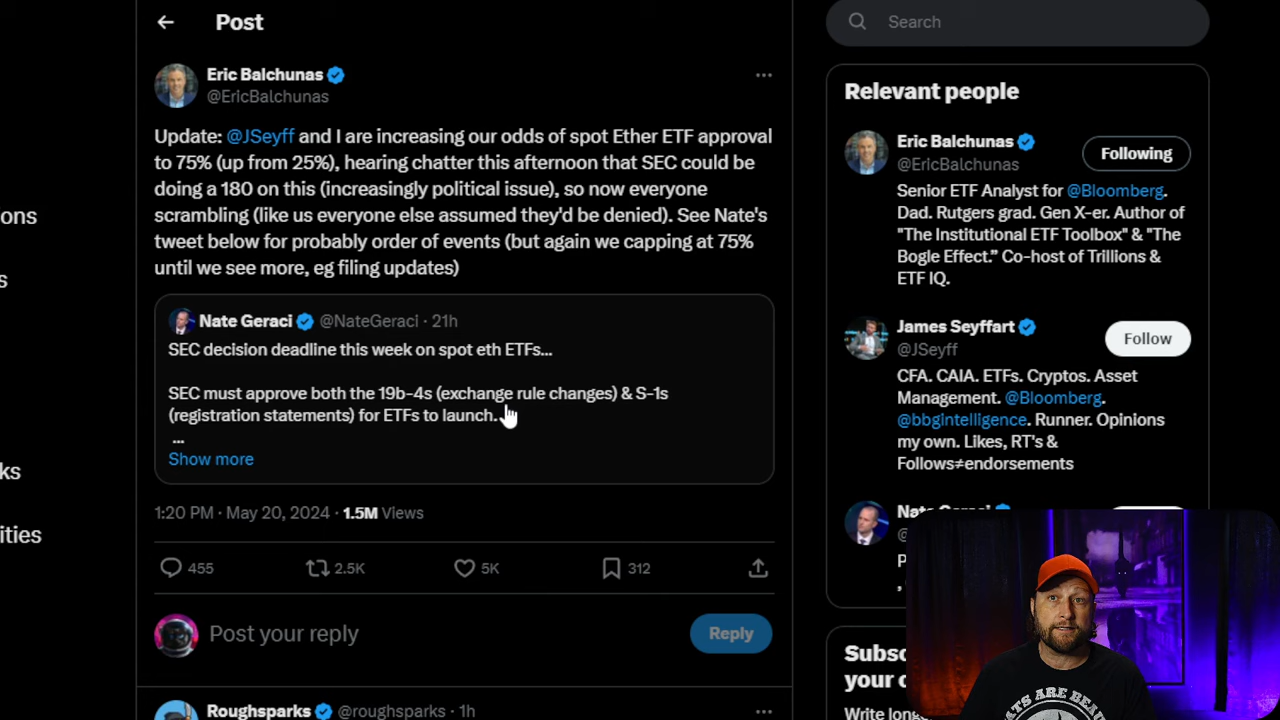 Post
Eric Balchunas
@EricBalchunas
Update: @JSeyff and I are increasing our odds of spot Ether ETF approval
to 75% (up from 25%), hearing chatter this afternoon that SEC could be
doing a 180 on this (increasingly political issue), so now everyone
scrambling (like us everyone else assumed they'd be denied). See Nate's
tweet below for probably order of events (but again we capping at 75%
until we see more, eg filing updates)
Nate Geraci @NateGeraci · 21h
SEC decision deadline this week on spot eth ETFs...
SEC must approve both the 19b-4s (exchange rule changes) & S-1s
(registration statements) for ETFs to launch.
...
Show more
1:20 PM · May 20, 2024 · 1.5M Views
455 2.5K 5K 312
Post your reply
Reply
Roughsparks @roughsparks · 1h
Search
Relevant people
Eric Balchunas
@EricBalchunas
Following
Senior ETF Analyst for @Bloomberg.
Dad. Rutgers grad. Gen X-er. Author of
"The Institutional ETF Toolbox" & "The
Bogle Effect." Co-host of Trillions &
ETF IQ.
James Seyffart
@JSeyff
Follow
CFA. CAIA. ETFs. Cryptos. Asset
Management. @Bloomberg.
@bbgintelligence. Runner. Opinions
my own. Likes, RT's &
Follows≠endorsements
ions
s
ks
ities